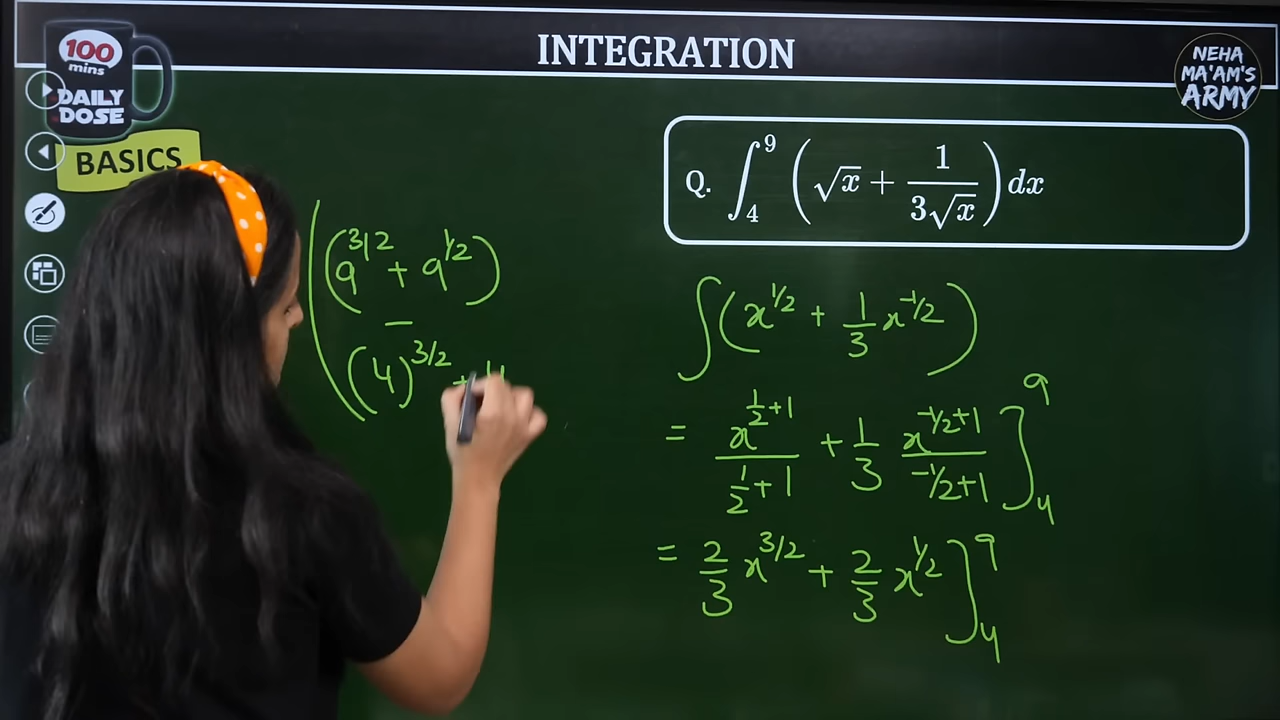 INTEGRATION
100
mins
DAILY
DOSE
NEHA
MA'AM'S
ARMY
BASICS
Q. ∫₄⁹ (√x + 1/(3√x)) dx
(9^{3/2} + 9^{1/2})
−
(4)^{3/2} + 4
∫(x^{1/2} + 1/3 x^{-1/2})
= x^{1/2+1}/(1/2+1) + 1/3 x^{-1/2+1}/(-1/2+1)]₄⁹
= 2/3 x^{3/2} + 2/3 x^{1/2}]₄⁹